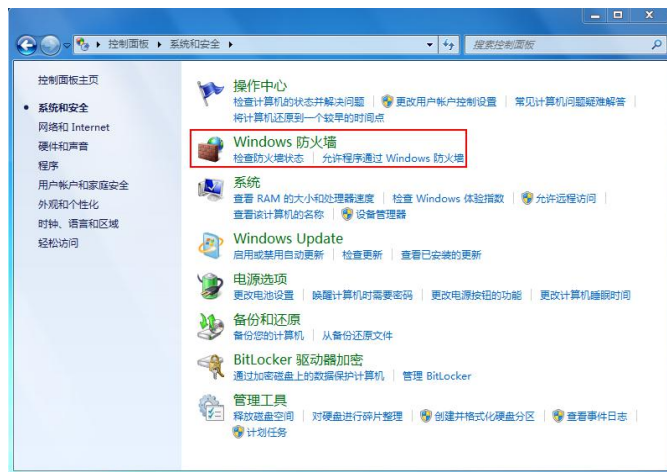 控制面板 ▸ 系统和安全 ▸
搜索控制面板
控制面板主页
系统和安全
网络和 Internet
硬件和声音
程序
用户帐户和家庭安全
外观和个性化
时钟、语言和区域
轻松访问
操作中心
检查计算机的状态并解决问题 更改用户帐户控制设置 常见计算机问题疑难解答
将计算机还原到一个较早的时间点
Windows 防火墙
检查防火墙状态 允许程序通过 Windows 防火墙
系统
查看 RAM 的大小和处理器速度 检查 Windows 体验指数 允许远程访问
查看该计算机的名称 设备管理器
Windows Update
启用或禁用自动更新 检查更新 查看已安装的更新
电源选项
更改电池设置 唤醒计算机时需要密码 更改电源按钮的功能 更改计算机睡眠时间
备份和还原
备份您的计算机 从备份还原文件
BitLocker 驱动器加密
通过加密磁盘上的数据保护计算机 管理 BitLocker
管理工具
释放磁盘空间 对硬盘进行碎片整理 创建并格式化硬盘分区 查看事件日志
计划任务